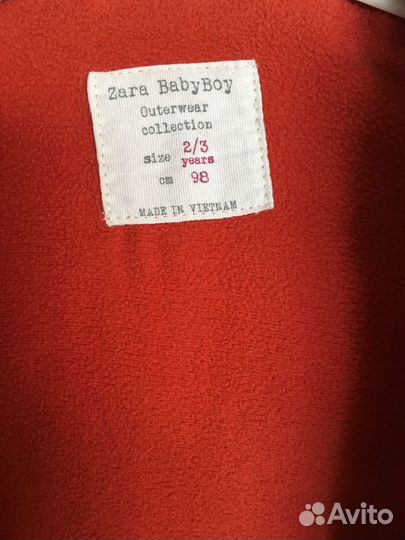 Zara BabyBoy
Outerwear
collection
size 2/3 years
cm 98
MADE IN VIETNAM
Avito